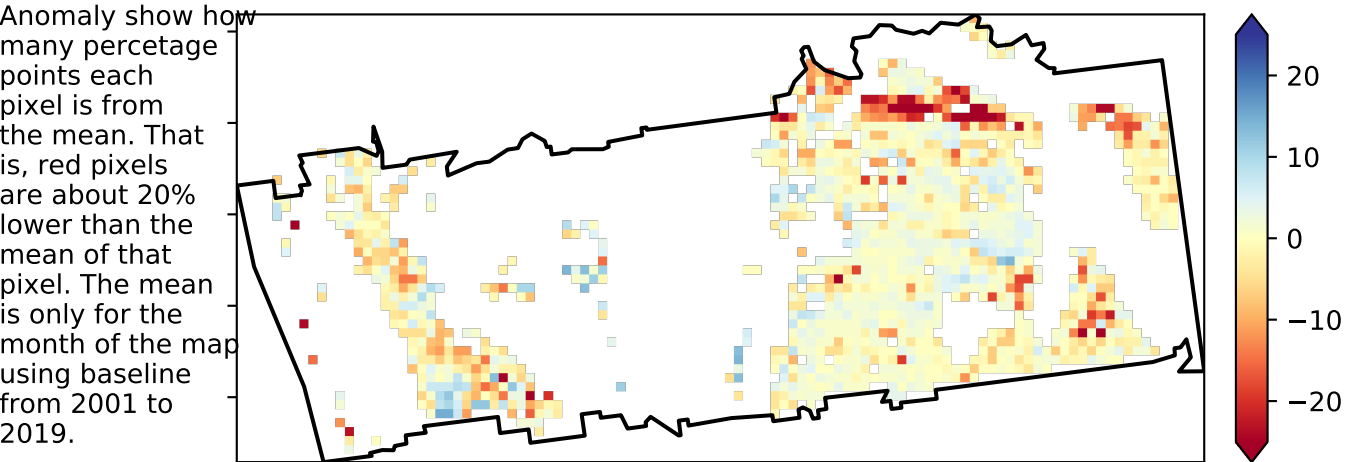 Anomaly show how
many percetage
points each
pixel is from
the mean. That
is, red pixels
are about 20%
lower than the
mean of that
pixel. The mean
is only for the
month of the map
using baseline
from 2001 to
2019.
20
10
0
−10
−20